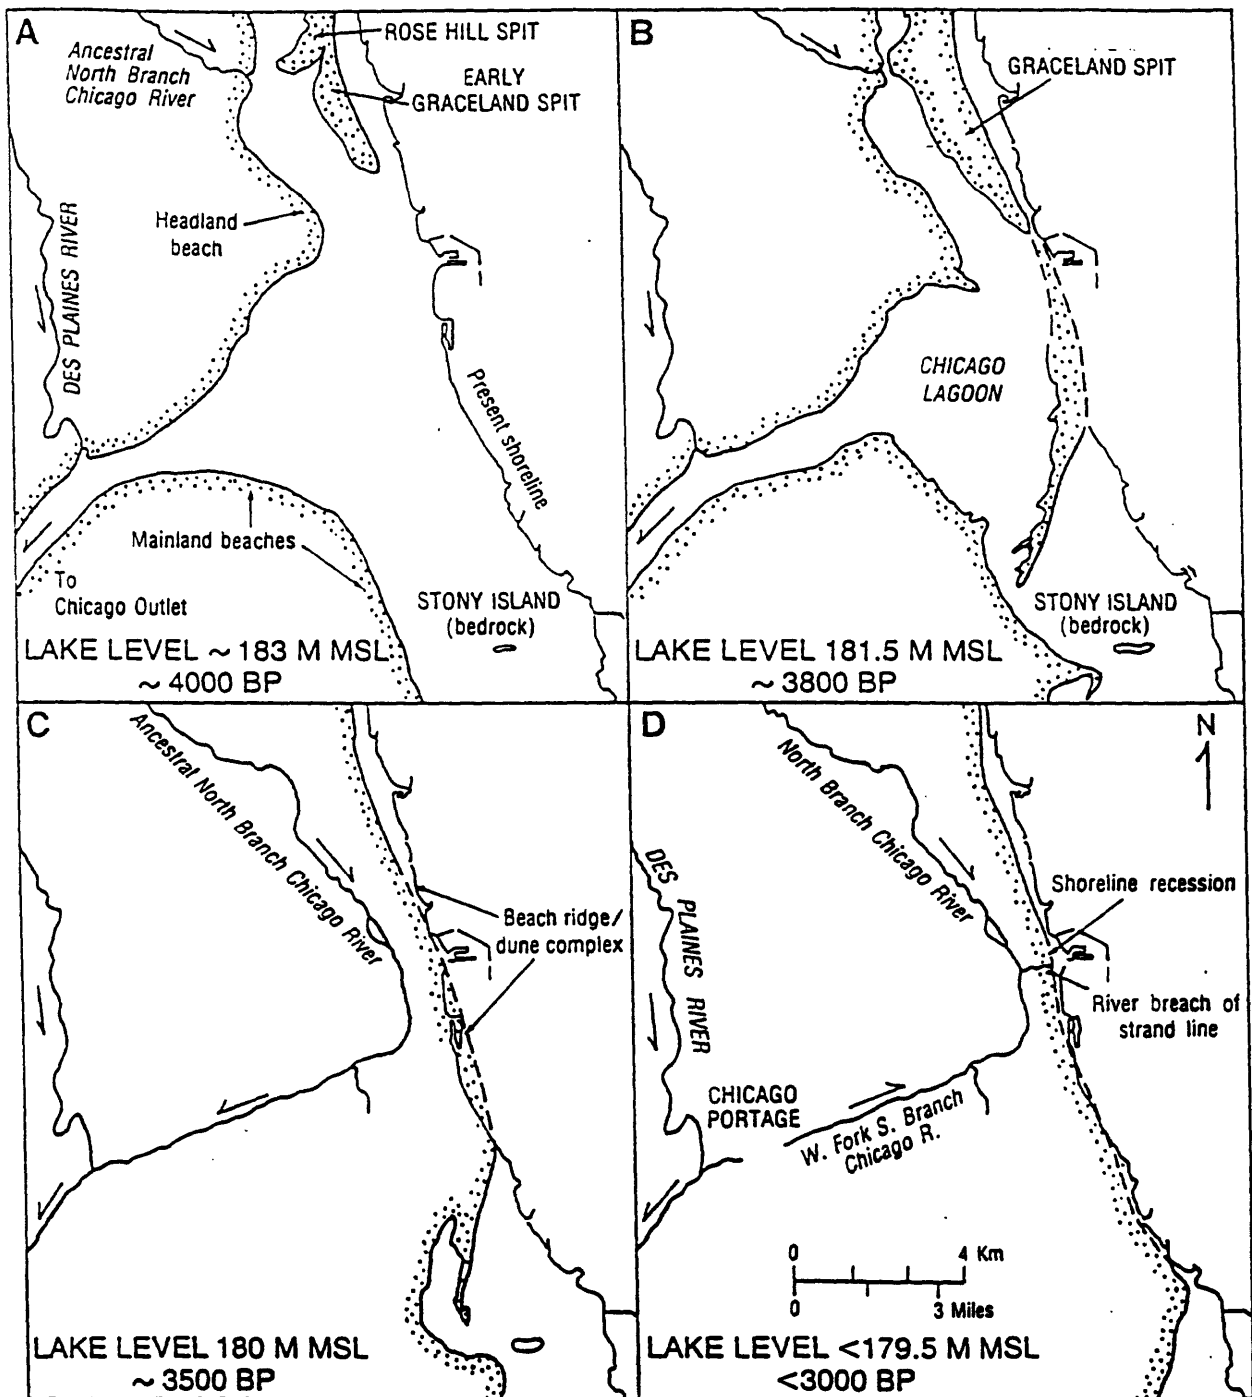 A
Ancestral
North Branch
Chicago River
ROSE HILL SPIT
EARLY
GRACELAND SPIT
Headland
beach
DES PLAINES RIVER
Present shoreline
Mainland beaches
To
Chicago Outlet
STONY ISLAND
(bedrock)
LAKE LEVEL ~ 183 M MSL
~ 4000 BP
B
GRACELAND SPIT
CHICAGO
LAGOON
STONY ISLAND
(bedrock)
LAKE LEVEL 181.5 M MSL
~ 3800 BP
C
Ancestral North Branch Chicago River
Beach ridge/
dune complex
LAKE LEVEL 180 M MSL
~ 3500 BP
D
N
North Branch Chicago River
DES PLAINES RIVER
Shoreline recession
River breach of
strand line
CHICAGO
PORTAGE
W. Fork S. Branch
Chicago R.
0 4 Km
0 3 Miles
LAKE LEVEL <179.5 M MSL
<3000 BP